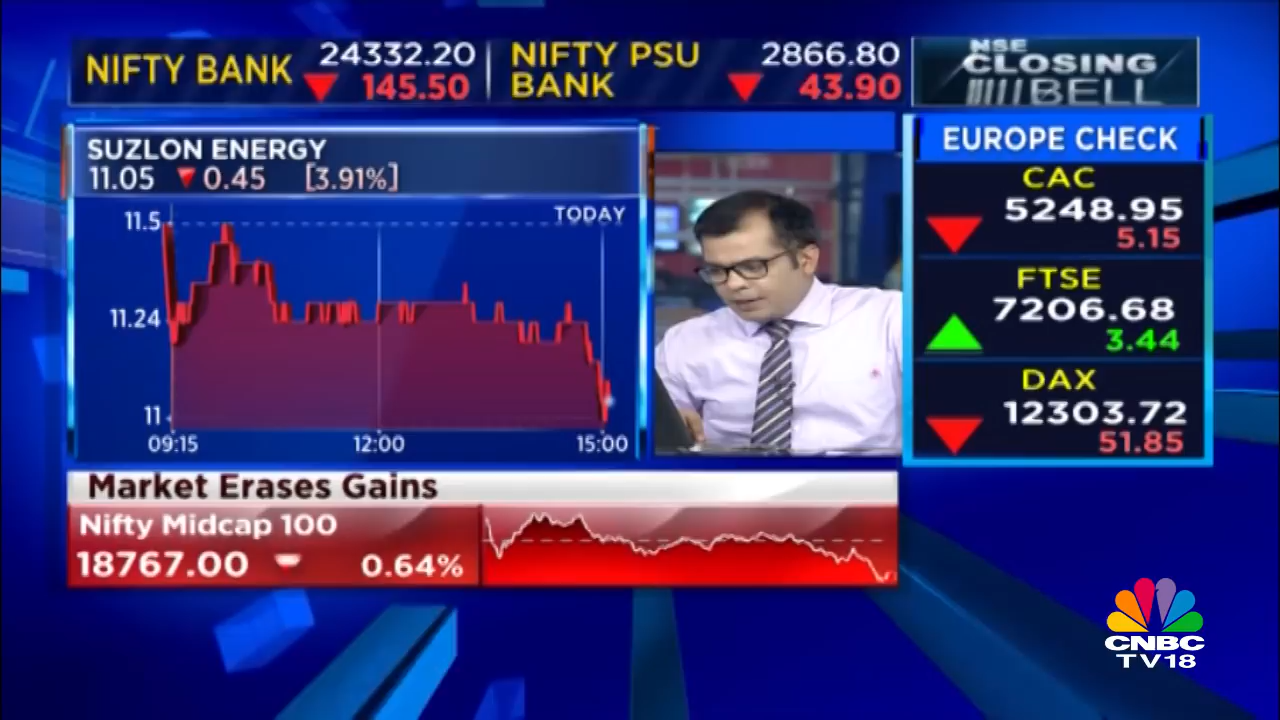 NIFTY BANK
24332.20
▼ 145.50
NIFTY PSU
BANK
2866.80
▼ 43.90
NSE
CLOSING
BELL
SUZLON ENERGY
11.05 ▼ 0.45 [3.91%]
TODAY
11.5
11.24
11
09:15 12:00 15:00
EUROPE CHECK
CAC
5248.95
▼ 5.15
FTSE
7206.68
▲ 3.44
DAX
12303.72
▼ 51.85
Market Erases Gains
Nifty Midcap 100
18767.00 ▼ 0.64%
CNBC
TV18